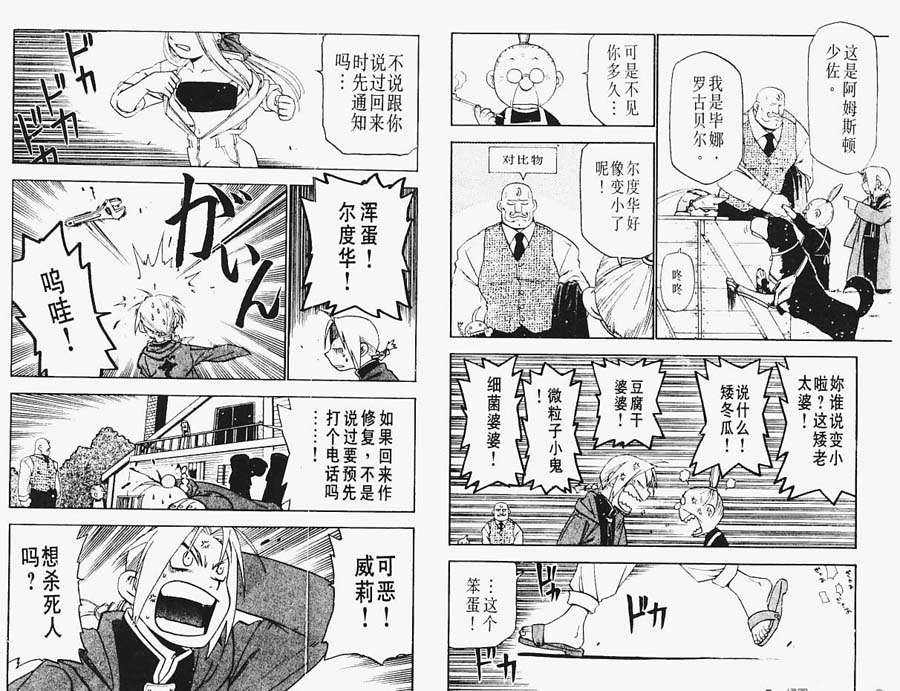 这是阿姆斯顿
少佐。
我是毕娜．
罗古贝尔．
咚咚
可是不见
你多久…
尔度华好
像变小了
呢！
对比物
妳谁说变小
啦？这矮老
太婆！
说什么！
矮冬瓜！
豆腐干
婆婆！
微粒子小鬼
！
细菌婆婆！
…这个
笨蛋！
ドカ
ドカ
ドカ
不说跟你
说过回来
时先通知
吗…
ドカ
ドカ
浑蛋！
尔度华！
がいん
呜哇！
如果回来作
修复，不是
说过要预先
打个电话吗
……！
可恶！
威莉！
想杀死人
吗？